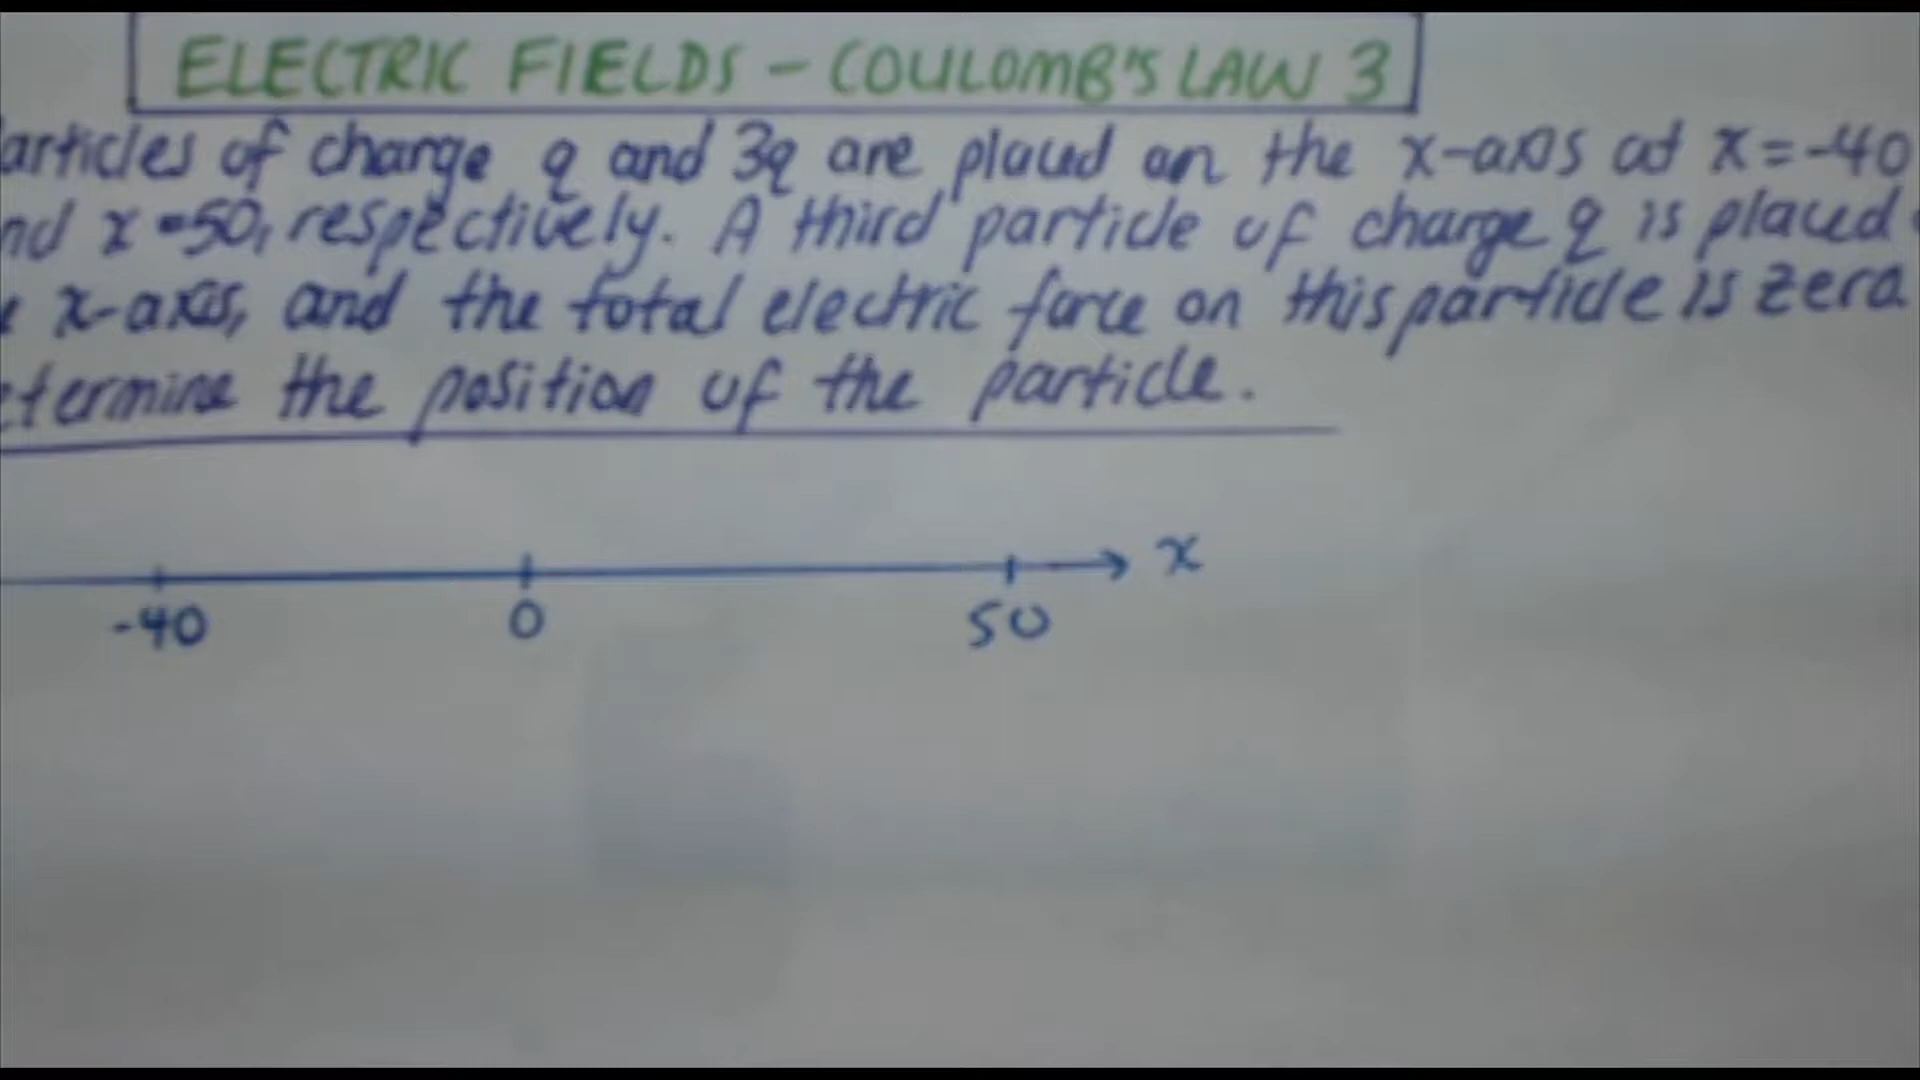 ELECTRIC FIELDS - COULOMB'S LAW 3
articles of charge q and 3q are placed on the x-axis at x=-40
nd x=50, respectively. A third particle of charge q is placed
e x-axis, and the total electric force on this particle is zero
etermine the position of the particle.
x
-40 0 50